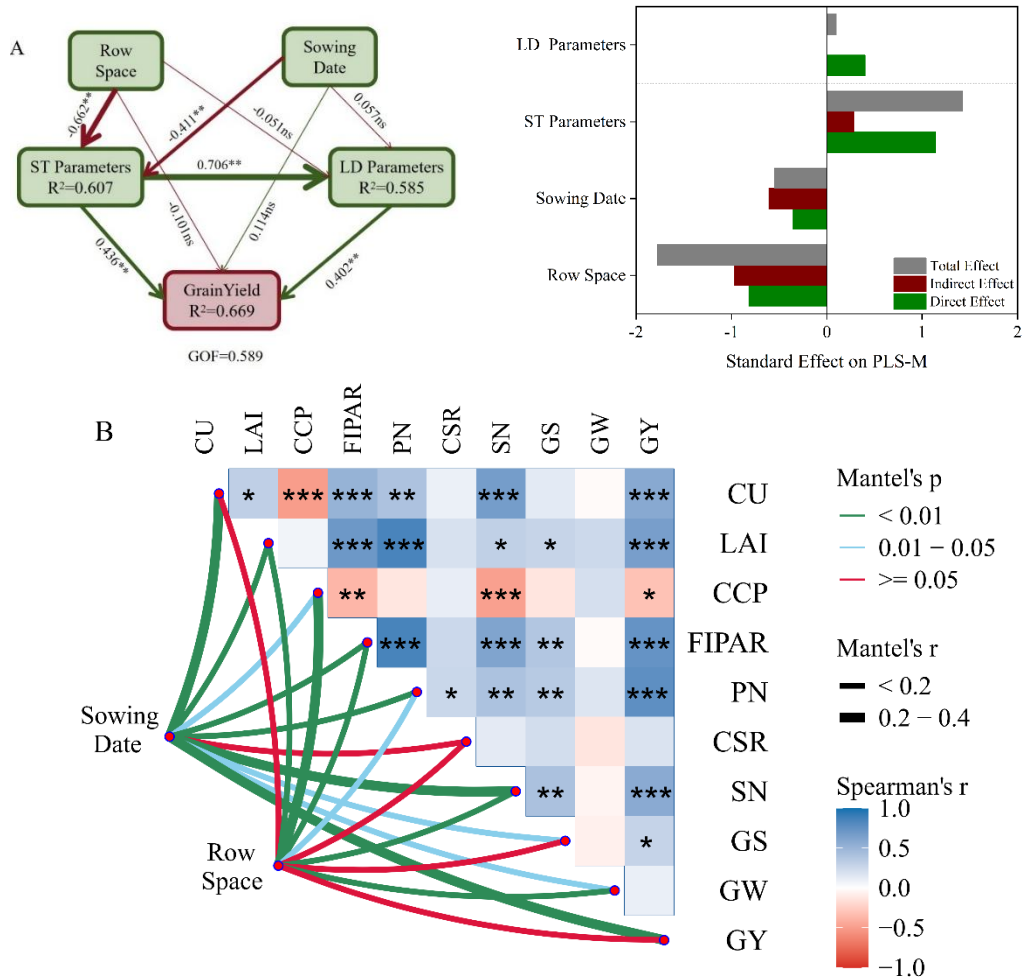 A
Row
Space
Sowing
Date
-0.662**
-0.411**
-0.051ns
0.057ns
ST Parameters
R²=0.607
0.706**
LD Parameters
R²=0.585
-0.101ns
0.114ns
0.436**
0.402**
GrainYield
R²=0.669
GOF=0.589
LD Parameters
ST Parameters
Sowing Date
Row Space
Total Effect
Indirect Effect
Direct Effect
-2
-1
0
1
2
Standard Effect on PLS-M
B
CU
LAI
CCP
FIPAR
PN
CSR
SN
GS
GW
GY
* *** *** ** *** *** CU
*** *** * * *** LAI
** *** * CCP
*** *** ** *** FIPAR
* ** ** *** PN
CSR
** *** SN
* GS
GW
GY
Sowing
Date
Row
Space
Mantel's p
< 0.01
0.01 − 0.05
>= 0.05
Mantel's r
< 0.2
0.2 − 0.4
Spearman's r
1.0
0.5
0.0
−0.5
−1.0